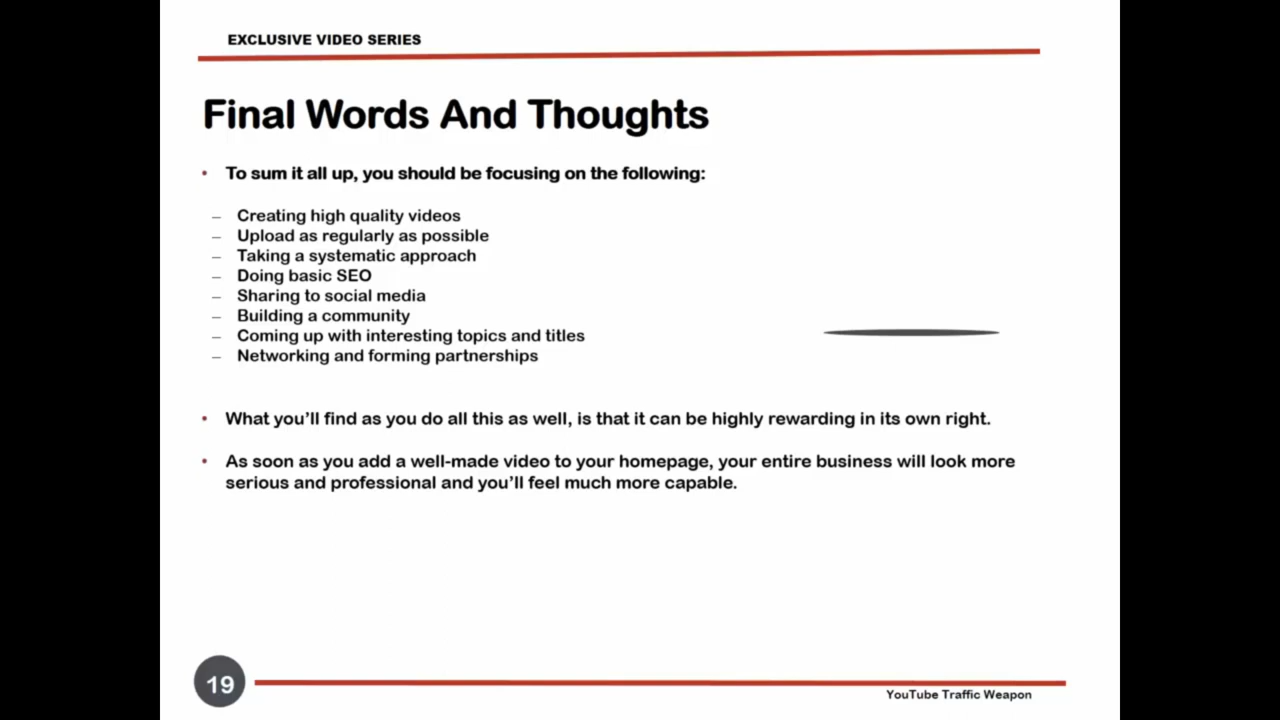 EXCLUSIVE VIDEO SERIES
Final Words And Thoughts
• To sum it all up, you should be focusing on the following:
– Creating high quality videos
– Upload as regularly as possible
– Taking a systematic approach
– Doing basic SEO
– Sharing to social media
– Building a community
– Coming up with interesting topics and titles
– Networking and forming partnerships
• What you’ll find as you do all this as well, is that it can be highly rewarding in its own right.
• As soon as you add a well-made video to your homepage, your entire business will look more
serious and professional and you’ll feel much more capable.
19
YouTube Traffic Weapon